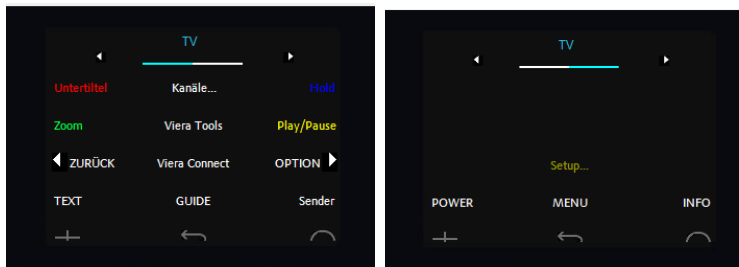 TV
Untertiltel Kanäle... Hold
Zoom Viera Tools Play/Pause
ZURÜCK Viera Connect OPTION
TEXT GUIDE Sender
TV
Setup...
POWER MENU INFO